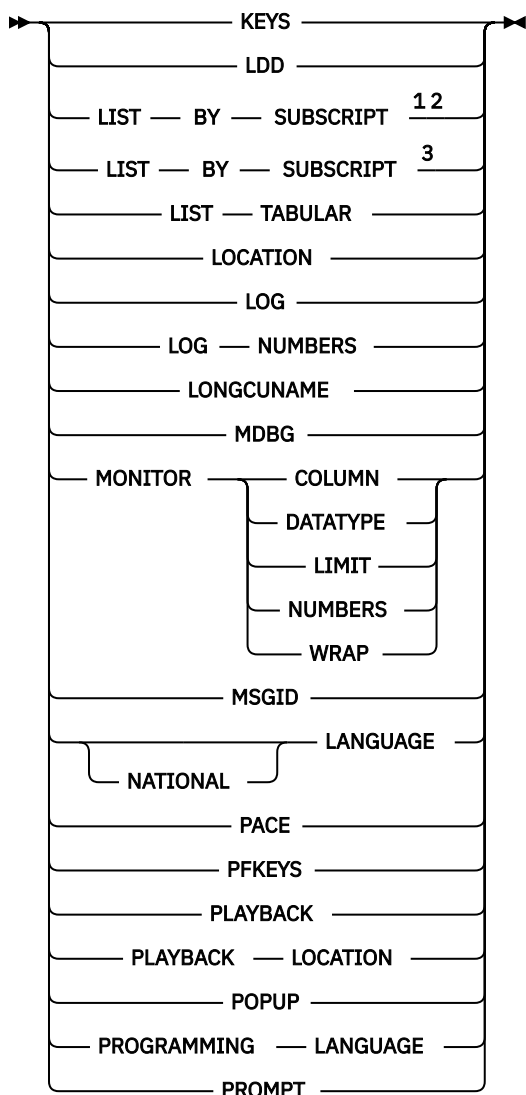 KEYS
LDD
LIST BY SUBSCRIPT 1 2
LIST BY SUBSCRIPT 3
LIST TABULAR
LOCATION
LOG
LOG NUMBERS
LONGCUNAME
MDBG
MONITOR COLUMN
DATATYPE
LIMIT
NUMBERS
WRAP
MSGID
LANGUAGE
NATIONAL
PACE
PFKEYS
PLAYBACK
PLAYBACK LOCATION
POPUP
PROGRAMMING LANGUAGE
PROMPT